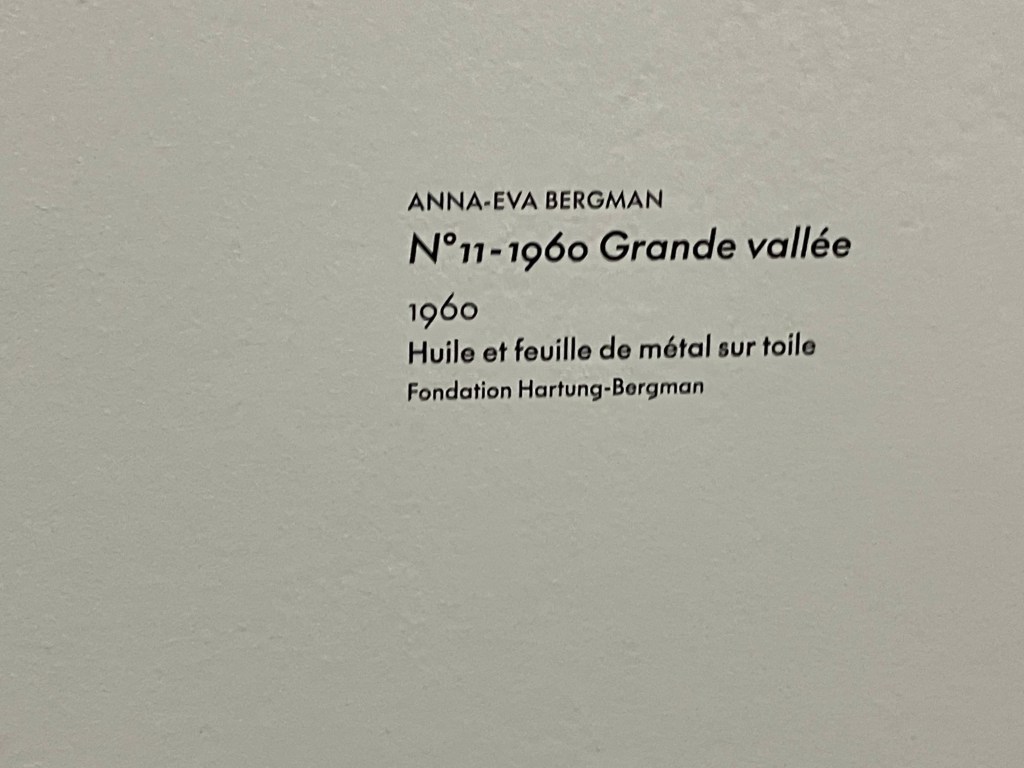 ANNA-EVA BERGMAN
N°11-1960 Grande vallée
1960
Huile et feuille de métal sur toile
Fondation Hartung-Bergman